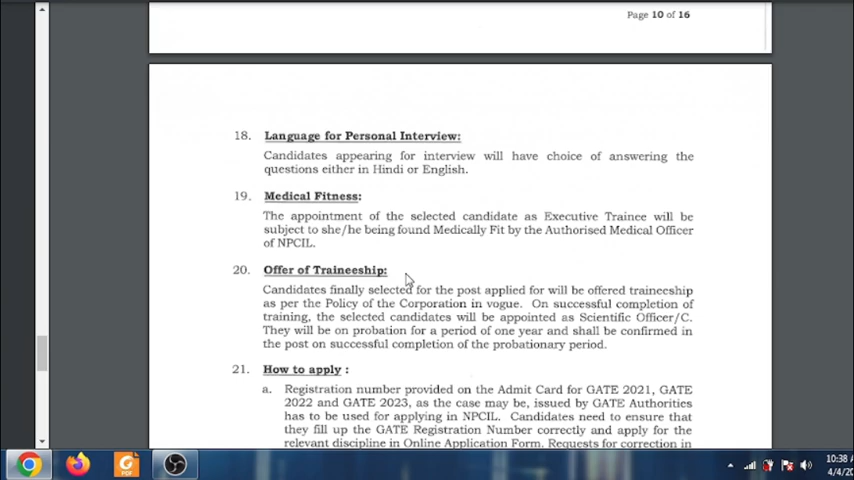 Page 10 of 16
18. Language for Personal Interview:
Candidates appearing for interview will have choice of answering the
questions either in Hindi or English.
19. Medical Fitness:
The appointment of the selected candidate as Executive Trainee will be
subject to she/he being found Medically Fit by the Authorised Medical Officer
of NPCIL.
20. Offer of Traineeship:
Candidates finally selected for the post applied for will be offered traineeship
as per the Policy of the Corporation in vogue. On successful completion of
training, the selected candidates will be appointed as Scientific Officer/C.
They will be on probation for a period of one year and shall be confirmed in
the post on successful completion of the probationary period.
21. How to apply :
a. Registration number provided on the Admit Card for GATE 2021, GATE
2022 and GATE 2023, as the case may be, issued by GATE Authorities
has to be used for applying in NPCIL. Candidates need to ensure that
they fill up the GATE Registration Number correctly and apply for the
relevant discipline in Online Application Form. Requests for correction in
PDF
10:38
4/4/20